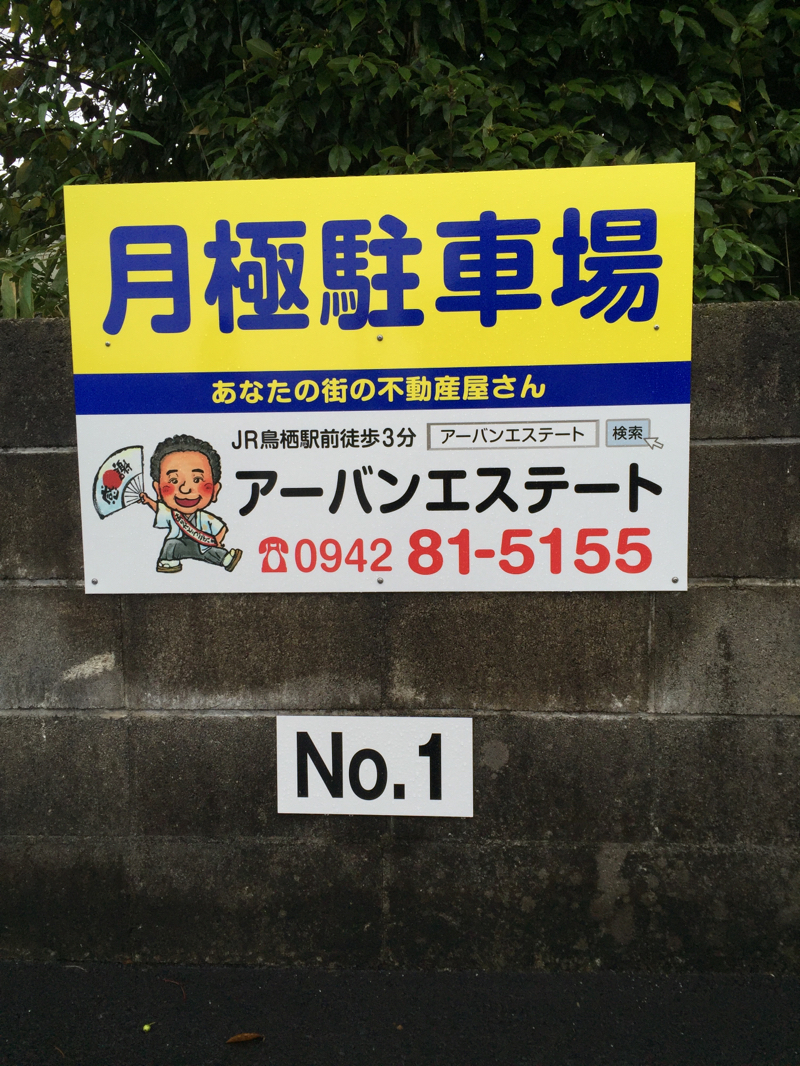 月極駐車場
あなたの街の不動産屋さん
JR鳥栖駅前徒歩3分 アーバンエステート 検索
感謝
アーバンエステート
☎0942 81-5155
No.1